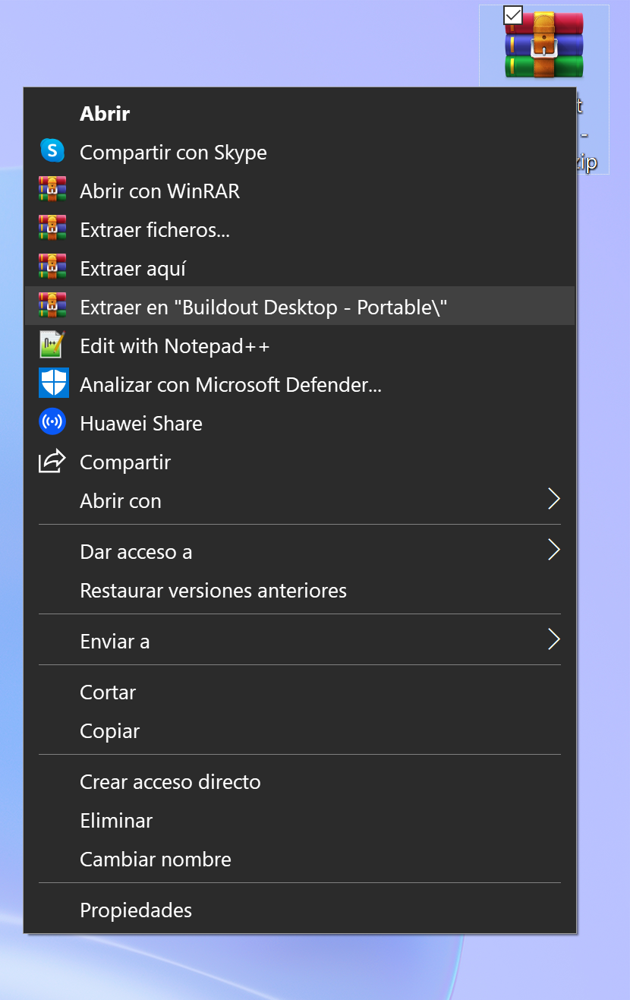 Abrir
Compartir con Skype
Abrir con WinRAR
Extraer ficheros...
Extraer aquí
Extraer en "Buildout Desktop - Portable\"
Edit with Notepad++
Analizar con Microsoft Defender...
Huawei Share
Compartir
Abrir con
Dar acceso a
Restaurar versiones anteriores
Enviar a
Cortar
Copiar
Crear acceso directo
Eliminar
Cambiar nombre
Propiedades